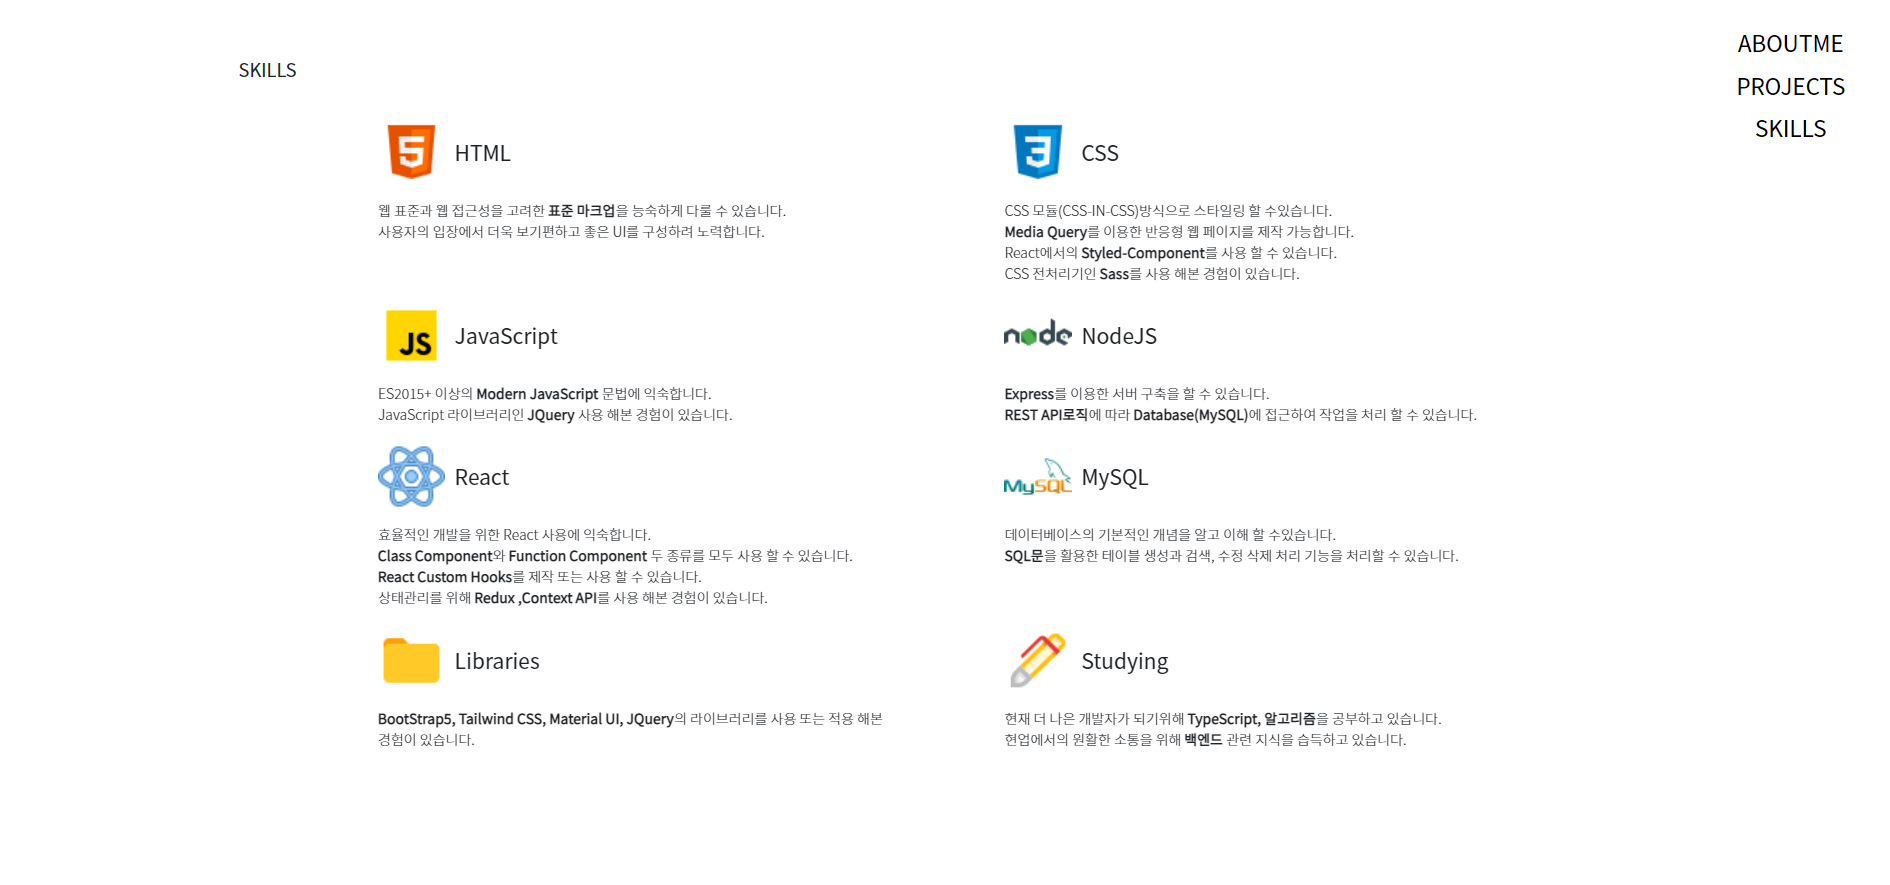 ABOUTME
PROJECTS
SKILLS
SKILLS
5 HTML
웹 표준과 웹 접근성을 고려한 표준 마크업을 능숙하게 다룰 수 있습니다.
사용자의 입장에서 더욱 보기편하고 좋은 UI를 구성하려 노력합니다.
3 CSS
CSS 모듈(CSS-IN-CSS)방식으로 스타일링 할 수있습니다.
Media Query를 이용한 반응형 웹 페이지를 제작 가능합니다.
React에서의 Styled-Component를 사용 할 수 있습니다.
CSS 전처리기인 Sass를 사용 해본 경험이 있습니다.
JS JavaScript
ES2015+ 이상의 Modern JavaScript 문법에 익숙합니다.
JavaScript 라이브러리인 JQuery 사용 해본 경험이 있습니다.
node NodeJS
Express를 이용한 서버 구축을 할 수 있습니다.
REST API로직에 따라 Database(MySQL)에 접근하여 작업을 처리 할 수 있습니다.
React
효율적인 개발을 위한 React 사용에 익숙합니다.
Class Component와 Function Component 두 종류를 모두 사용 할 수 있습니다.
React Custom Hooks를 제작 또는 사용 할 수 있습니다.
상태관리를 위해 Redux ,Context API를 사용 해본 경험이 있습니다.
MySQL MySQL
데이터베이스의 기본적인 개념을 알고 이해 할 수있습니다.
SQL문을 활용한 테이블 생성과 검색, 수정 삭제 처리 기능을 처리할 수 있습니다.
Libraries
BootStrap5, Tailwind CSS, Material UI, JQuery의 라이브러리를 사용 또는 적용 해본
경험이 있습니다.
Studying
현재 더 나은 개발자가 되기위해 TypeScript, 알고리즘을 공부하고 있습니다.
현업에서의 원활한 소통을 위해 백엔드 관련 지식을 습득하고 있습니다.